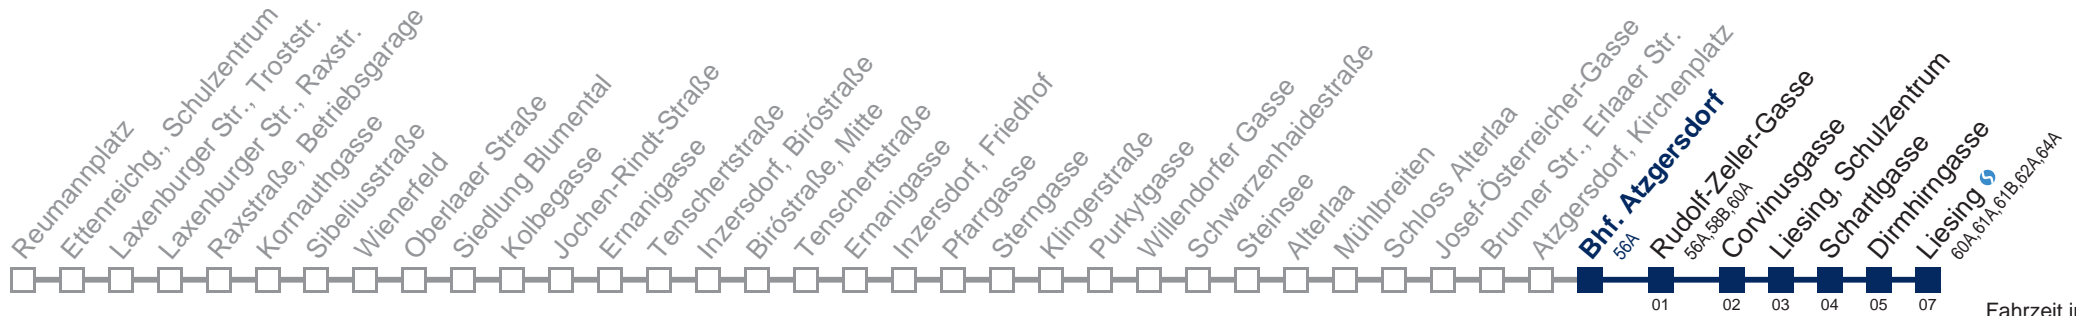 Reumannplatz
Ettenreichg., Schulzentrum
Laxenburger Str., Troststr.
Laxenburger Str., Raxstr.
Raxstraße, Betriebsgarage
Kornauthgasse
Sibeliusstraße
Wienerfeld
Oberlaaer Straße
Siedlung Blumental
Kolbegasse
Jochen-Rindt-Straße
Ernanigasse
Tenschertstraße
Inzersdorf, Biróstraße
Biróstraße, Mitte
Tenschertstraße
Ernanigasse
Inzersdorf, Friedhof
Pfarrgasse
Sterngasse
Klingerstraße
Purkytgasse
Willendorfer Gasse
Schwarzenhaidestraße
Steinsee
Alterlaa
Mühlbreiten
Schloss Alterlaa
Josef-Österreicher-Gasse
Brunner Str., Erlaaer Str.
Atzgersdorf, Kirchenplatz
Bhf. Atzgersdorf
56A
Rudolf-Zeller-Gasse
56A,58B,60A
Corvinusgasse
Liesing, Schulzentrum
Schartlgasse
Dirmhirngasse
Liesing
60A,61A,61B,62A,64A
01 02 03 04 05 07
Fahrzeit i